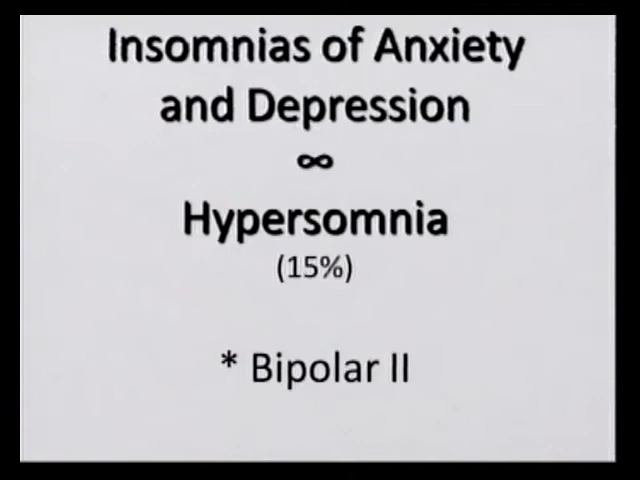 Insomnias of Anxiety
and Depression
∞
Hypersomnia
(15%)
* Bipolar II